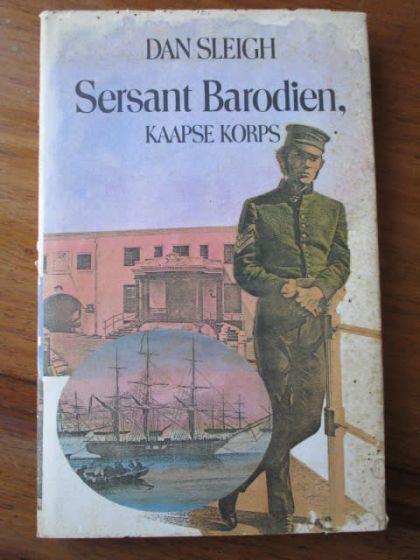 DAN SLEIGH
Sersant Barodien,
KAAPSE KORPS